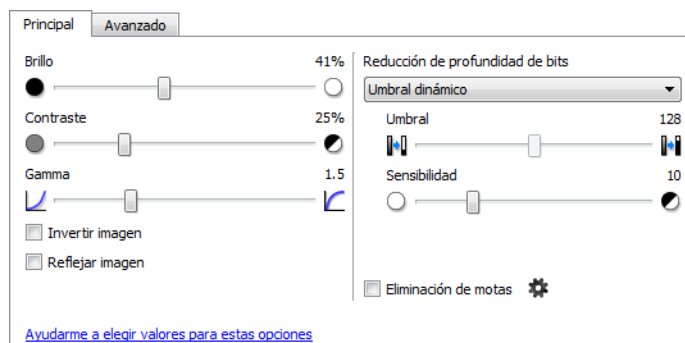 Principal
Avanzado
Brillo 41%
Contraste 25%
Gamma 1.5
Invertir imagen
Reflejar imagen
Reducción de profundidad de bits
Umbral dinámico
Umbral 128
Sensibilidad 10
Eliminación de motas
Ayudarme a elegir valores para estas opciones